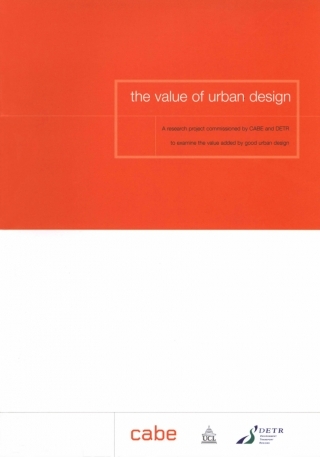 the value of urban design
A research project commissioned by CABE and DETR
to examine the value added by good urban design
cabe
UCL
DETR